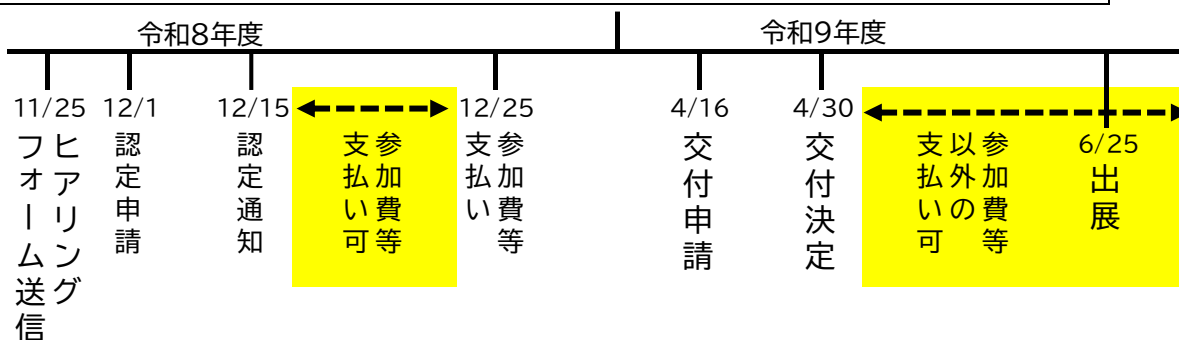 令和8年度
令和9年度
11/25
ヒアリング
フォーム送信
12/1
認定申請
12/15
認定通知
参加費等
支払い可
12/25
参加費等
支払い
4/16
交付申請
4/30
交付決定
参加費等
以外の
支払い可
6/25
出展